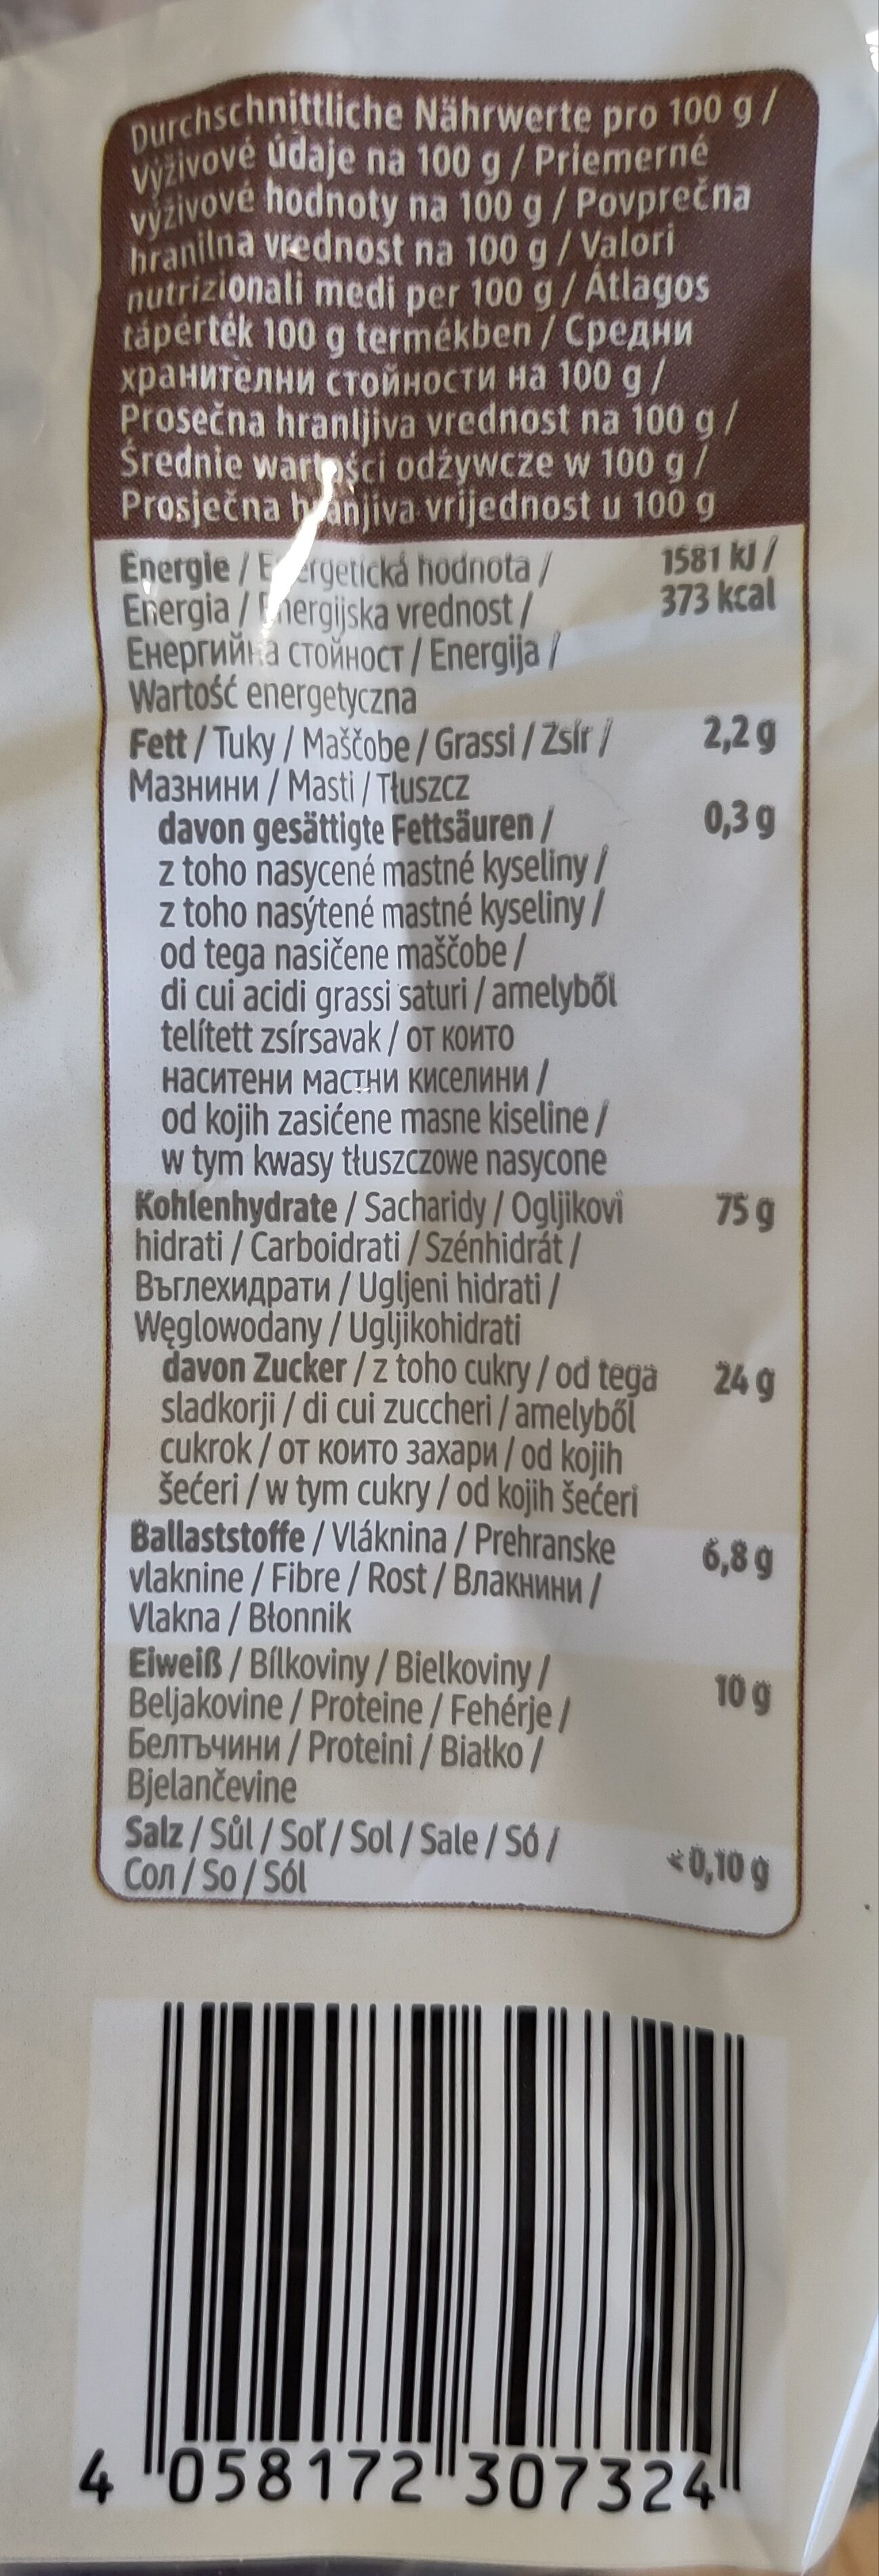 Durchschnittliche Nährwerte pro 100 g /
Výživové údaje na 100 g / Priemerné
výživové hodnoty na 100 g / Povprečna
hranilna vrednost na 100 g / Valori
nutrizionali medi per 100 g / Átlagos
tápérték 100 g termékben / Средни
хранителни стойности на 100 g /
Prosečna hranljiva vrednost na 100 g /
Średnie wartości odżywcze w 100 g /
Prosječna hranjiva vrijednost u 100 g
Energie / Energetická hodnota / 1581 kJ /
Energia / Energijska vrednost / 373 kcal
Енергийна стойност / Energija /
Wartość energetyczna
Fett / Tuky / Maščobe / Grassi / Zsír / 2,2 g
Мазнини / Masti / Tłuszcz
davon gesättigte Fettsäuren / 0,3 g
z toho nasycené mastné kyseliny /
z toho nasýtené mastné kyseliny /
od tega nasičene maščobe /
di cui acidi grassi saturi / amelyből
telített zsírsavak / от които
наситени мастни киселини /
od kojih zasićene masne kiseline /
w tym kwasy tłuszczowe nasycone
Kohlenhydrate / Sacharidy / Ogljikovi 75 g
hidrati / Carboidrati / Szénhidrát /
Въглехидрати / Ugljeni hidrati /
Węglowodany / Ugljikohidrati
davon Zucker / z toho cukry / od tega 24 g
sladkorji / di cui zuccheri / amelyből
cukrok / от които захари / od kojih
šećeri / w tym cukry / od kojih šećeri
Ballaststoffe / Vláknina / Prehranske 6,8 g
vlaknine / Fibre / Rost / Влакнини /
Vlakna / Błonnik
Eiweiß / Bílkoviny / Bielkoviny / 10 g
Beljakovine / Proteine / Fehérje /
Белтъчини / Proteini / Białko /
Bjelančevine
Salz / Sůl / Soľ / Sol / Sale / Só / < 0,10 g
Сол / So / Sól
4 058172 307324